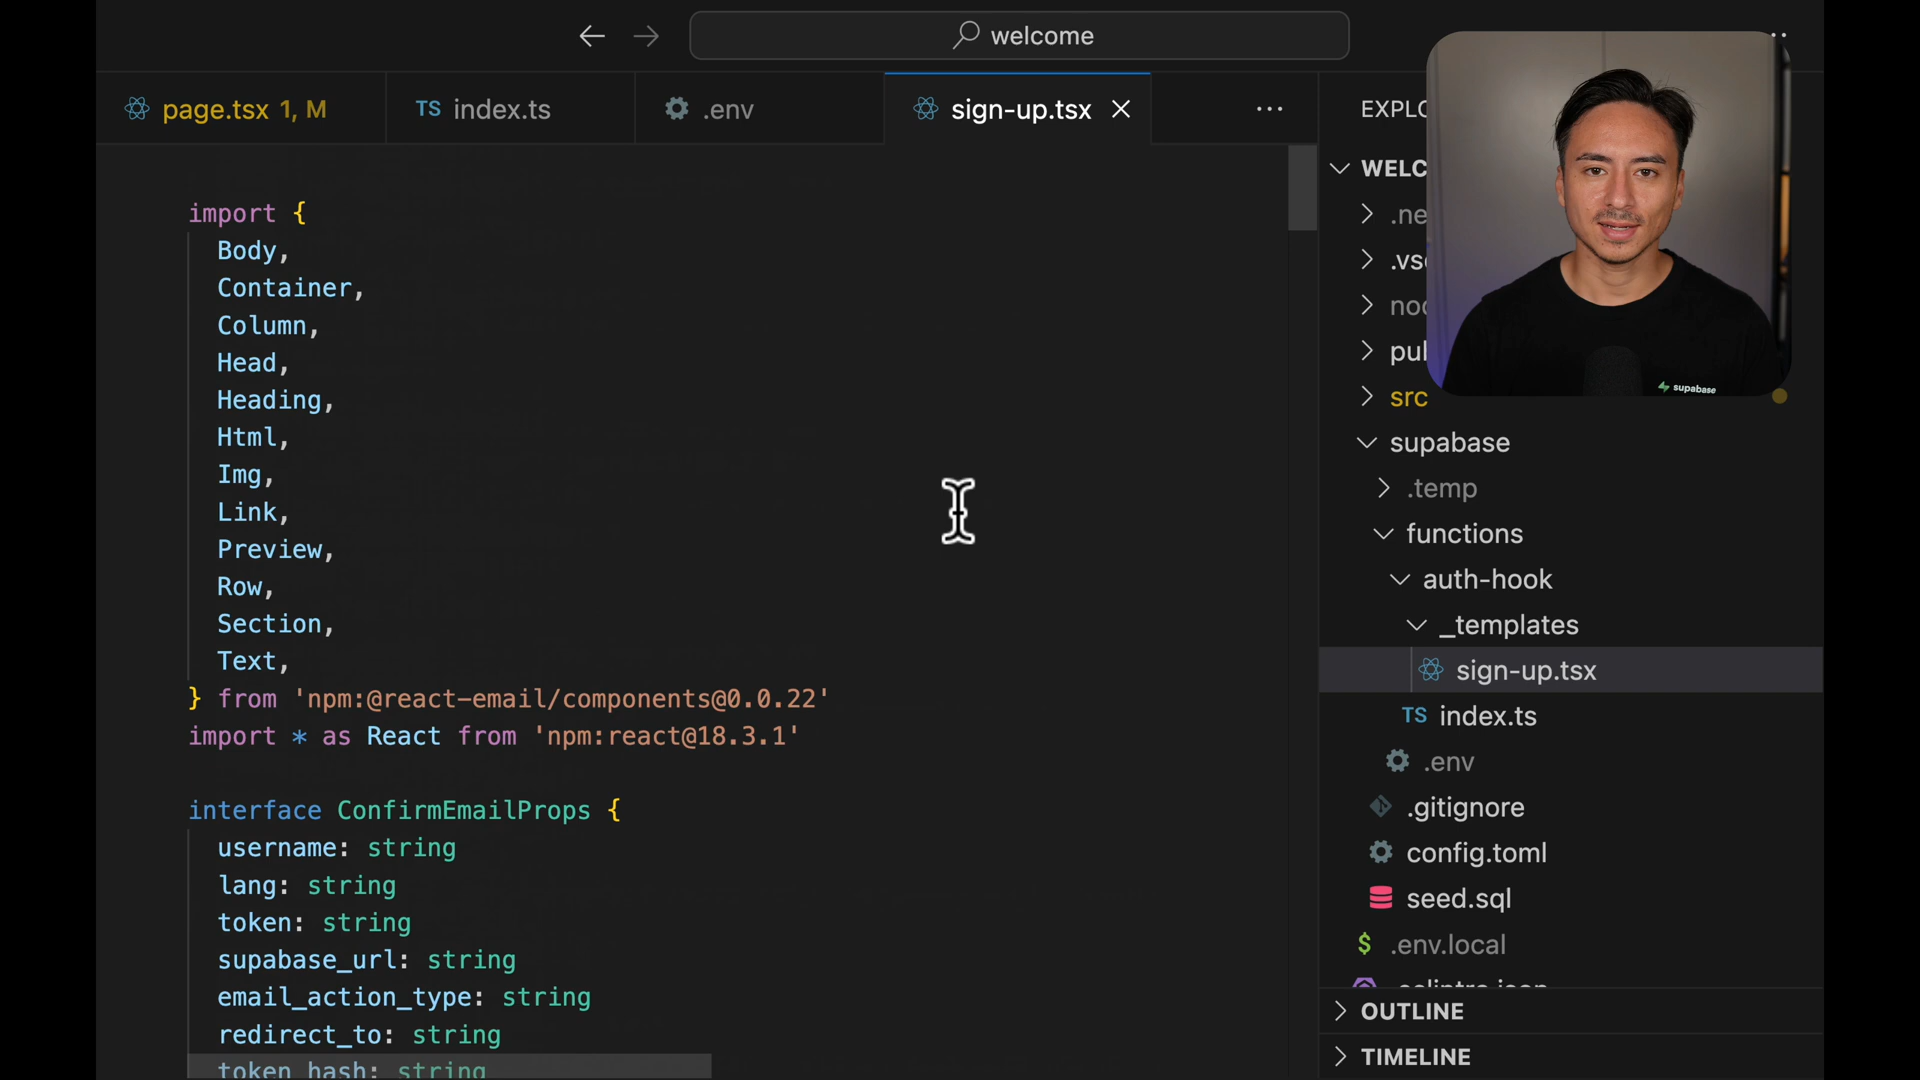 welcome
page.tsx 1, M
TS index.ts
.env
sign-up.tsx
EXPLO
import {
Body,
Container,
Column,
Head,
Heading,
Html,
Img,
Link,
Preview,
Row,
Section,
Text,
} from 'npm:@react-email/components@0.0.22'
import * as React from 'npm:react@18.3.1'
interface ConfirmEmailProps {
username: string
lang: string
token: string
supabase_url: string
email_action_type: string
redirect_to: string
token_hash: string
WELC
.ne
.vsc
nod
pul
src
supabase
.temp
functions
auth-hook
_templates
sign-up.tsx
TS index.ts
.env
.gitignore
config.toml
seed.sql
$ .env.local
OUTLINE
TIMELINE
supabase